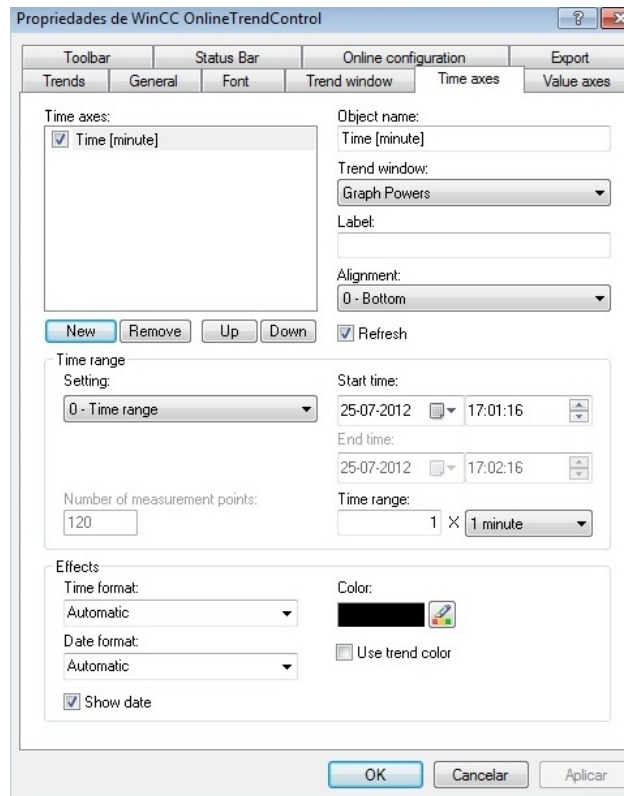 Propriedades de WinCC OnlineTrendControl
Toolbar Status Bar Online configuration Export
Trends General Font Trend window Time axes Value axes
Time axes:
Time [minute]
New Remove Up Down
Object name:
Time [minute]
Trend window:
Graph Powers
Label:
Alignment:
0 - Bottom
Refresh
Time range
Setting:
0 - Time range
Number of measurement points:
120
Start time:
25-07-2012 17:01:16
End time:
25-07-2012 17:02:16
Time range:
1 X 1 minute
Effects
Time format:
Automatic
Date format:
Automatic
Show date
Color:
Use trend color
OK Cancelar Aplicar